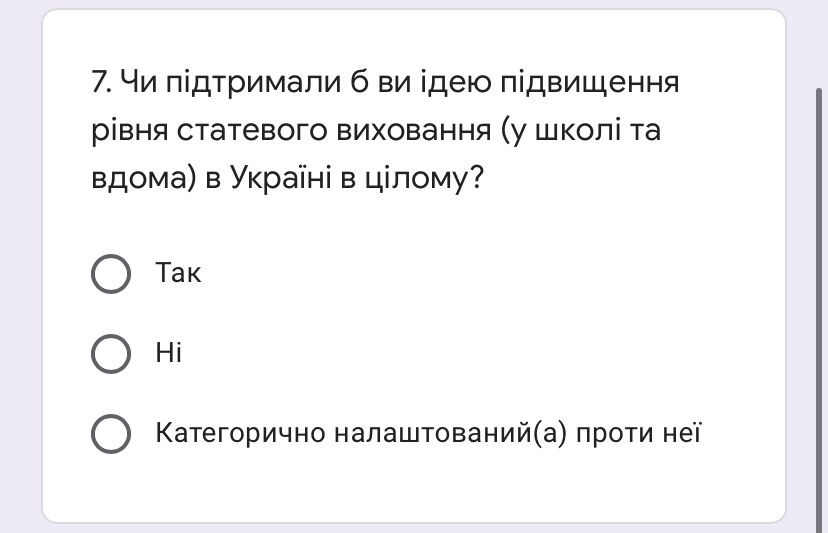 7. Чи підтримали б ви ідею підвищення
рівня статевого виховання (у школі та
вдома) в Україні в цілому?
Так
Ні
Категорично налаштований(а) проти неї